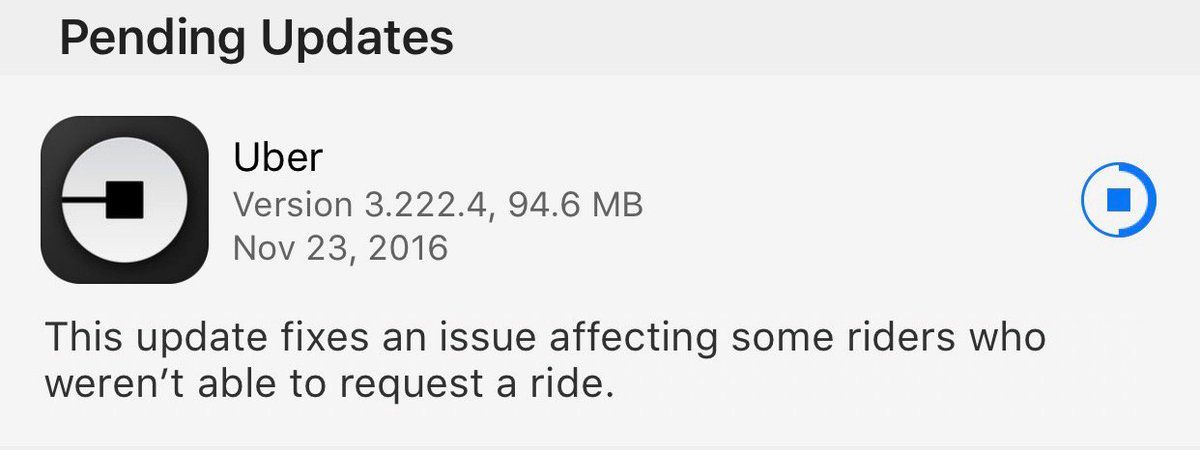 Pending Updates
Uber
Version 3.222.4, 94.6 MB
Nov 23, 2016
This update fixes an issue affecting some riders who
weren’t able to request a ride.